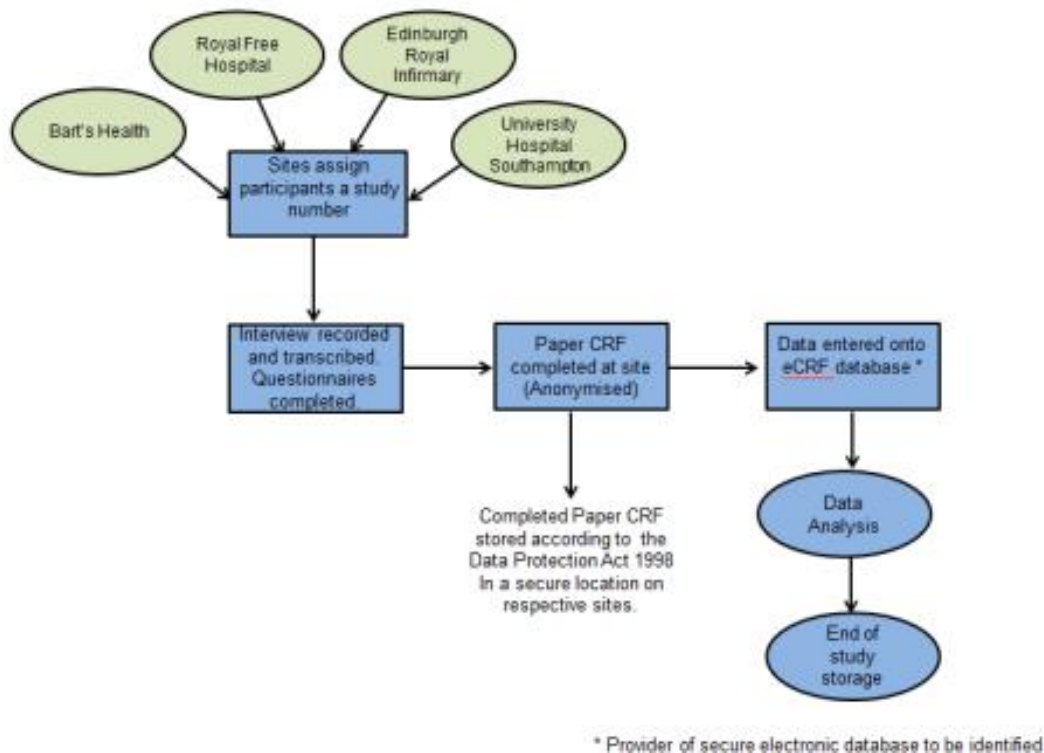 Royal Free
Hospital
Edinburgh
Royal
Infirmary
Bart's Health
University
Hospital
Southampton
Sites assign
participants a study
number
Interview recorded
and transcribed.
Questionnaires
completed.
Paper CRF
completed at site
(Anonymised)
Data entered onto
eCRF database *
Completed Paper CRF
stored according to the
Data Protection Act 1998
In a secure location on
respective sites.
Data
Analysis
End of
study
storage
* Provider of secure electronic database to be identified